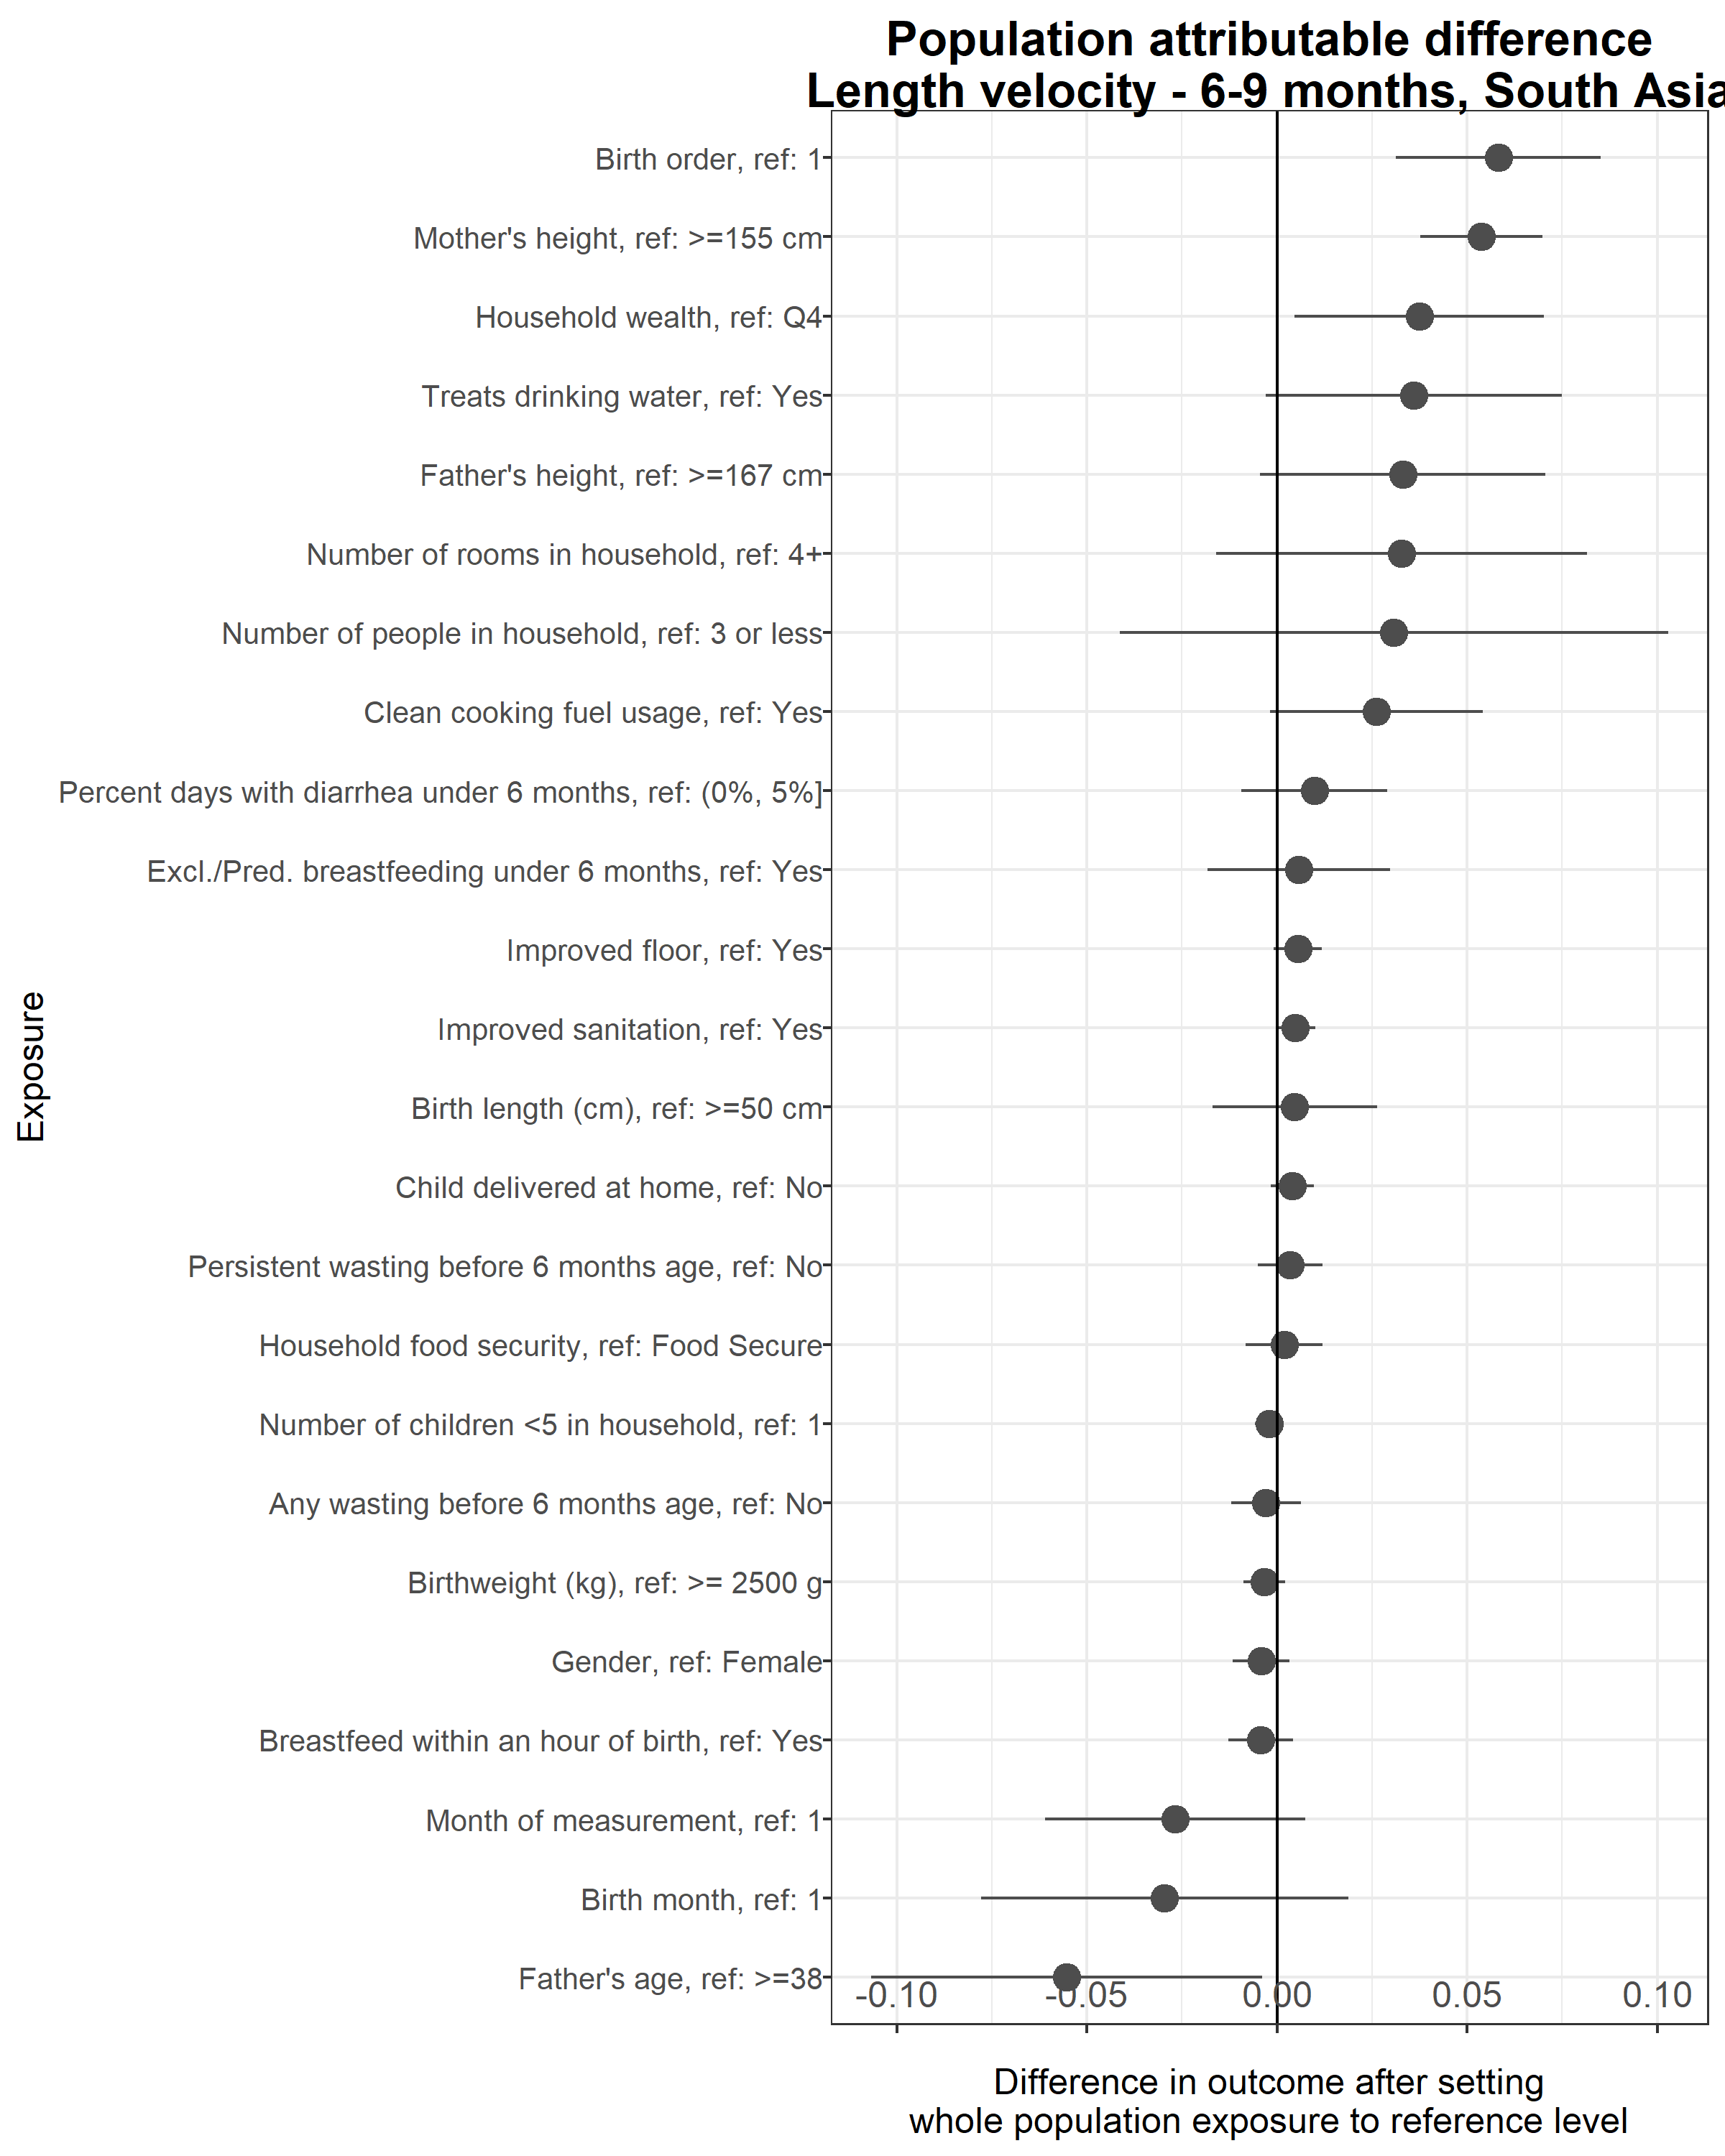 Population attributable difference
Length velocity - 6-9 months, South Asia
Birth order, ref: 1
Mother's height, ref: >=155 cm
Household wealth, ref: Q4
Treats drinking water, ref: Yes
Father's height, ref: >=167 cm
Number of rooms in household, ref: 4+
Number of people in household, ref: 3 or less
Clean cooking fuel usage, ref: Yes
Percent days with diarrhea under 6 months, ref: (0%, 5%]
Excl./Pred. breastfeeding under 6 months, ref: Yes
Improved floor, ref: Yes
Improved sanitation, ref: Yes
Birth length (cm), ref: >=50 cm
Child delivered at home, ref: No
Persistent wasting before 6 months age, ref: No
Household food security, ref: Food Secure
Number of children <5 in household, ref: 1
Any wasting before 6 months age, ref: No
Birthweight (kg), ref: >= 2500 g
Gender, ref: Female
Breastfeed within an hour of birth, ref: Yes
Month of measurement, ref: 1
Birth month, ref: 1
Father's age, ref: >=38
Exposure
-0.10 -0.05 0.00 0.05 0.10
Difference in outcome after setting
whole population exposure to reference level